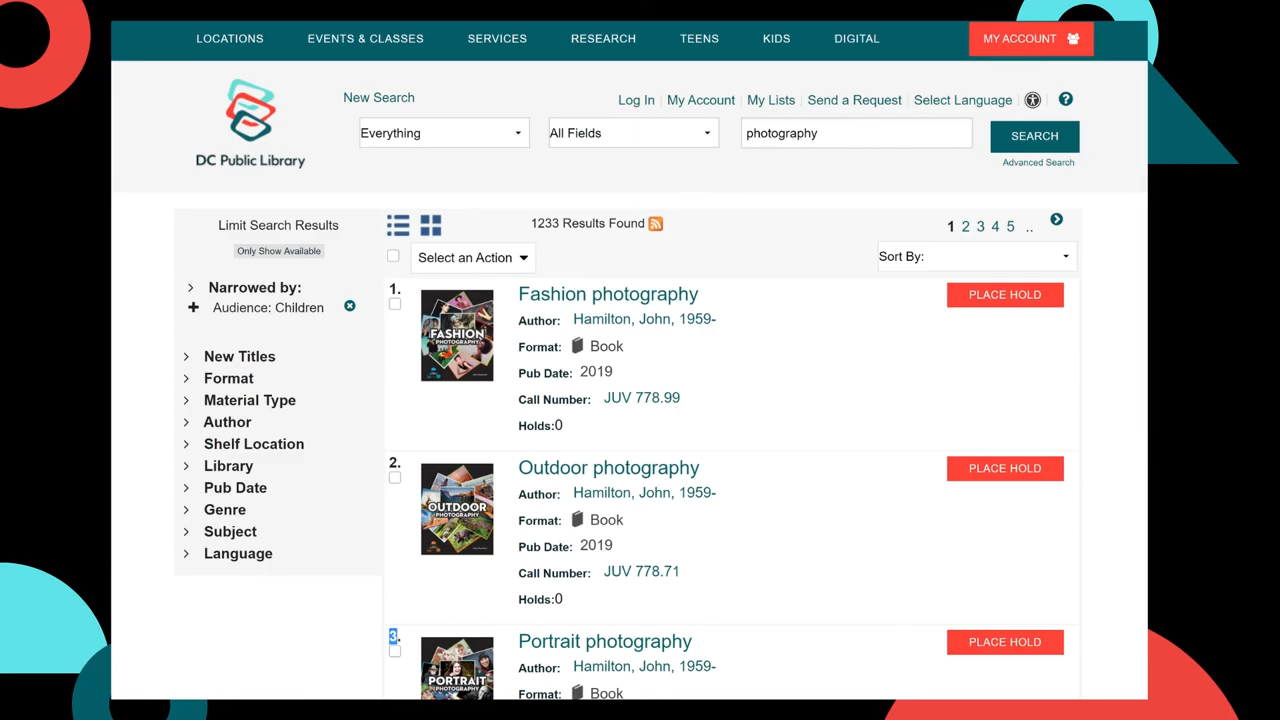 LOCATIONS EVENTS & CLASSES SERVICES RESEARCH TEENS KIDS DIGITAL MY ACCOUNT
New Search
Log In My Account My Lists Send a Request Select Language ?
Everything All Fields photography SEARCH
Advanced Search
DC Public Library
Limit Search Results
Only Show Available
Narrowed by:
Audience: Children
New Titles
Format
Material Type
Author
Shelf Location
Library
Pub Date
Genre
Subject
Language
1233 Results Found
1 2 3 4 5 ..
Select an Action
Sort By:
1.
FASHION
PHOTOGRAPHY
Fashion photography
PLACE HOLD
Author: Hamilton, John, 1959-
Format: Book
Pub Date: 2019
Call Number: JUV 778.99
Holds:0
2.
OUTDOOR
PHOTOGRAPHY
Outdoor photography
PLACE HOLD
Author: Hamilton, John, 1959-
Format: Book
Pub Date: 2019
Call Number: JUV 778.71
Holds:0
3.
PORTRAIT
PHOTOGRAPHY
Portrait photography
PLACE HOLD
Author: Hamilton, John, 1959-
Format: Book